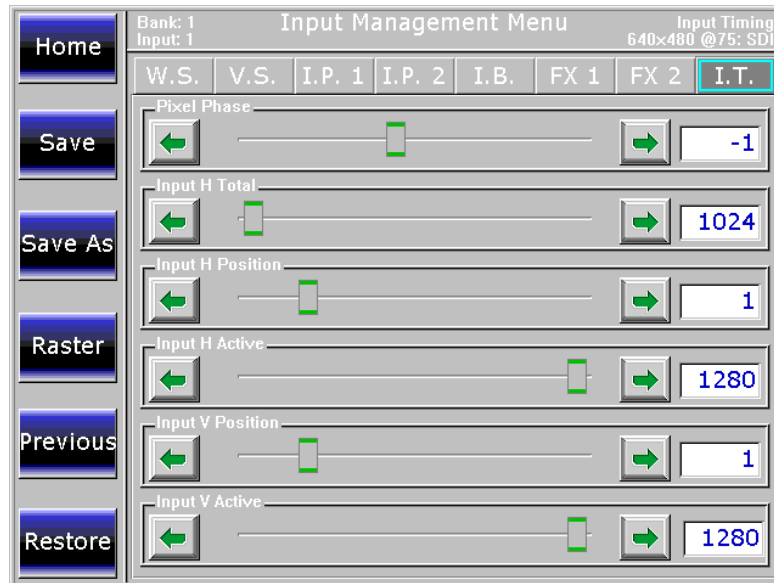 Home
Save
Save As
Raster
Previous
Restore
Bank: 1
Input: 1
Input Management Menu
Input Timing
640x480 @75: SDI
W.S. V.S. I.P. 1 I.P. 2 I.B. FX 1 FX 2 I.T.
Pixel Phase
-1
Input H Total
1024
Input H Position
1
Input H Active
1280
Input V Position
1
Input V Active
1280